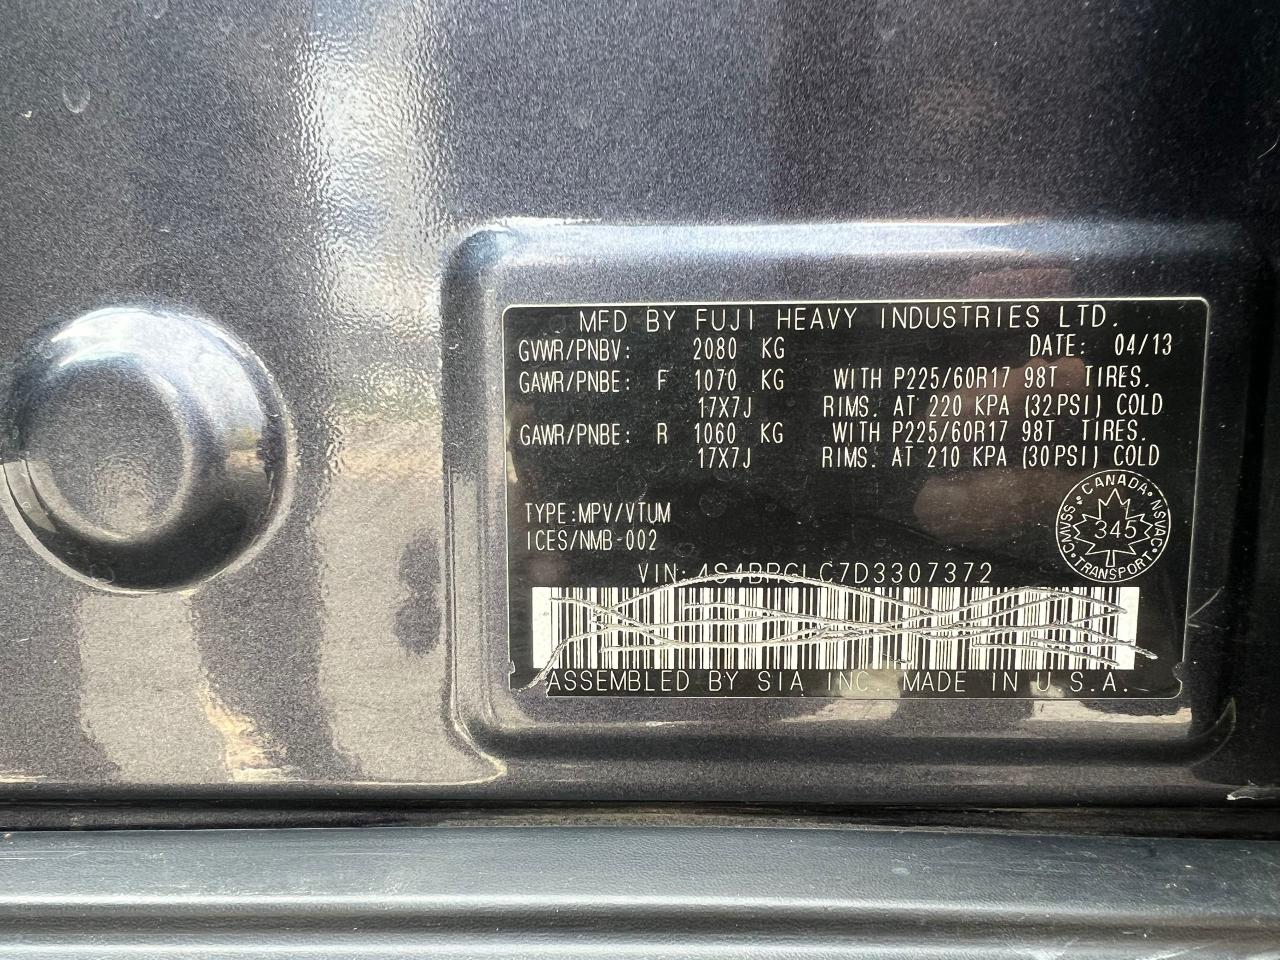 MFD BY FUJI HEAVY INDUSTRIES LTD.
GVWR/PNBV: 2080 KG DATE: 04/13
GAWR/PNBE: F 1070 KG WITH P225/60R17 98T TIRES.
17X7J RIMS. AT 220 KPA (32PSI) COLD
GAWR/PNBE: R 1060 KG WITH P225/60R17 98T TIRES.
17X7J RIMS. AT 210 KPA (30PSI) COLD
TYPE:MPV/VTUM
ICES/NMB-002
CANADA
CMVSS 345 NSVAC
TRANSPORT
VIN:
ASSEMBLED BY SIA INC. MADE IN U.S.A.